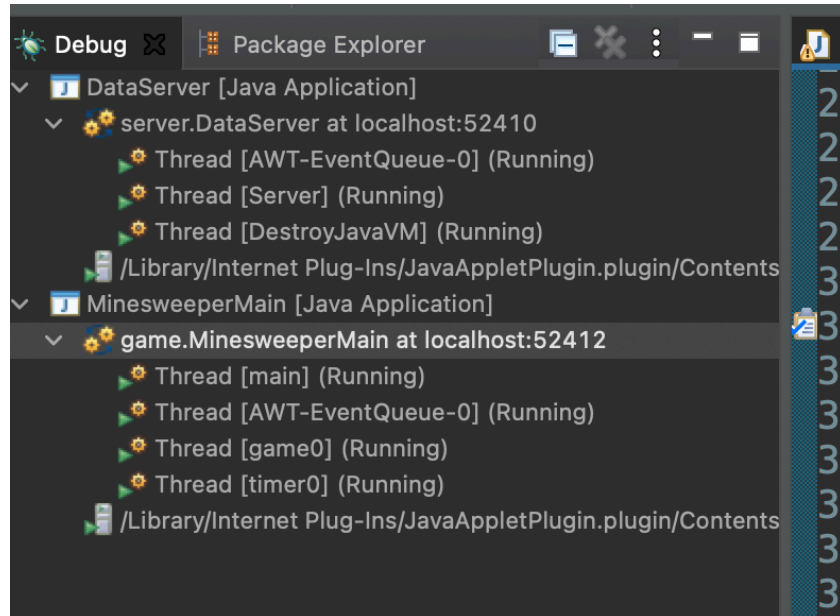 Debug Package Explorer
DataServer [Java Application]
server.DataServer at localhost:52410
Thread [AWT-EventQueue-0] (Running)
Thread [Server] (Running)
Thread [DestroyJavaVM] (Running)
/Library/Internet Plug-Ins/JavaAppletPlugin.plugin/Contents
MinesweeperMain [Java Application]
game.MinesweeperMain at localhost:52412
Thread [main] (Running)
Thread [AWT-EventQueue-0] (Running)
Thread [game0] (Running)
Thread [timer0] (Running)
/Library/Internet Plug-Ins/JavaAppletPlugin.plugin/Contents